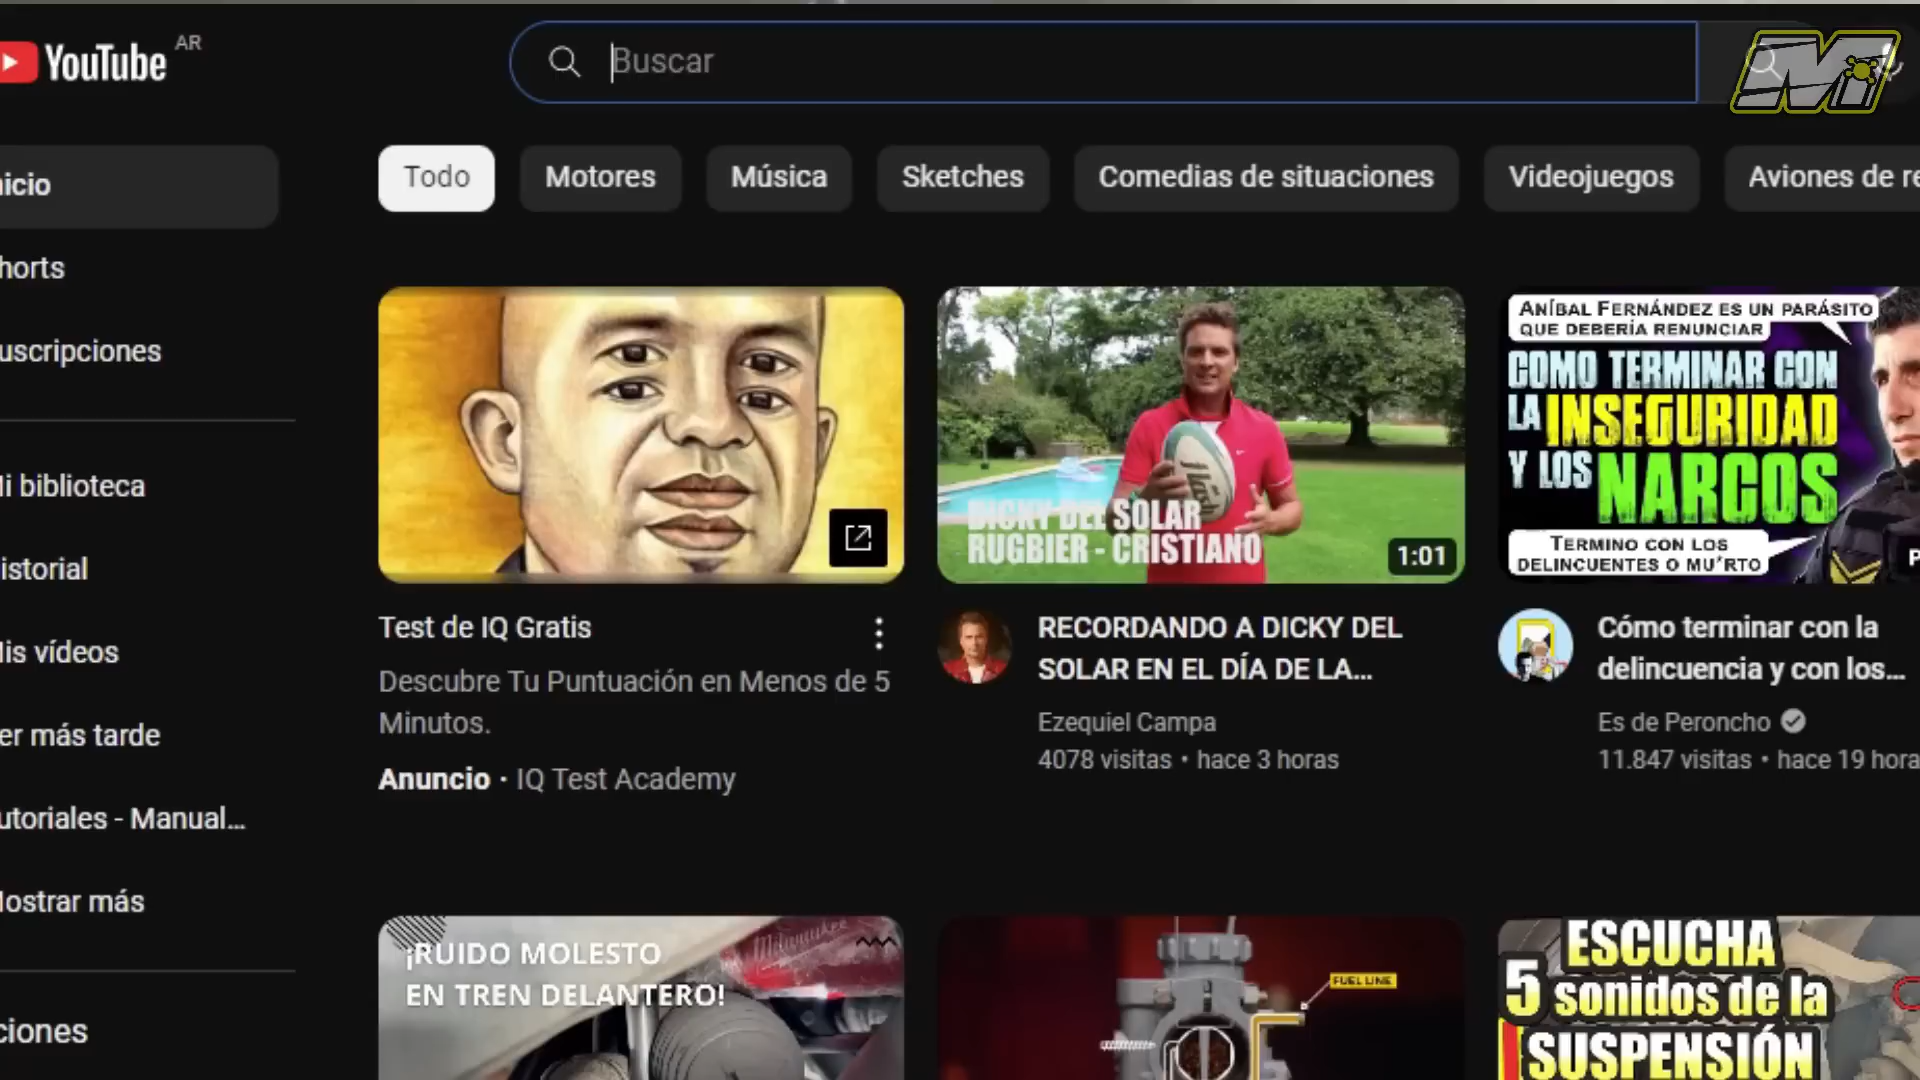 YouTube AR
Buscar
Todo
Motores
Música
Sketches
Comedias de situaciones
Videojuegos
Aviones de re
icio
horts
uscripciones
i biblioteca
istorial
is vídeos
er más tarde
utoriales - Manual...
ostrar más
ciones
DICKY DEL SOLAR
RUGBIER - CRISTIANO
1:01
ANÍBAL FERNÁNDEZ ES UN PARÁSITO
QUE DEBERÍA RENUNCIAR
COMO TERMINAR CON
LA INSEGURIDAD
Y LOS NARCOS
TERMINO CON LOS
DELINCUENTES O MU*RTO
P
Test de IQ Gratis
Descubre Tu Puntuación en Menos de 5
Minutos.
Anuncio · IQ Test Academy
RECORDANDO A DICKY DEL
SOLAR EN EL DÍA DE LA...
Ezequiel Campa
4078 visitas • hace 3 horas
Cómo terminar con la
delincuencia y con los...
Es de Peroncho
11.847 visitas • hace 19 hora
¡RUIDO MOLESTO
EN TREN DELANTERO!
Milwaukee
FUEL LINE
ESCUCHA
5 sonidos de la
SUSPENSIÓN